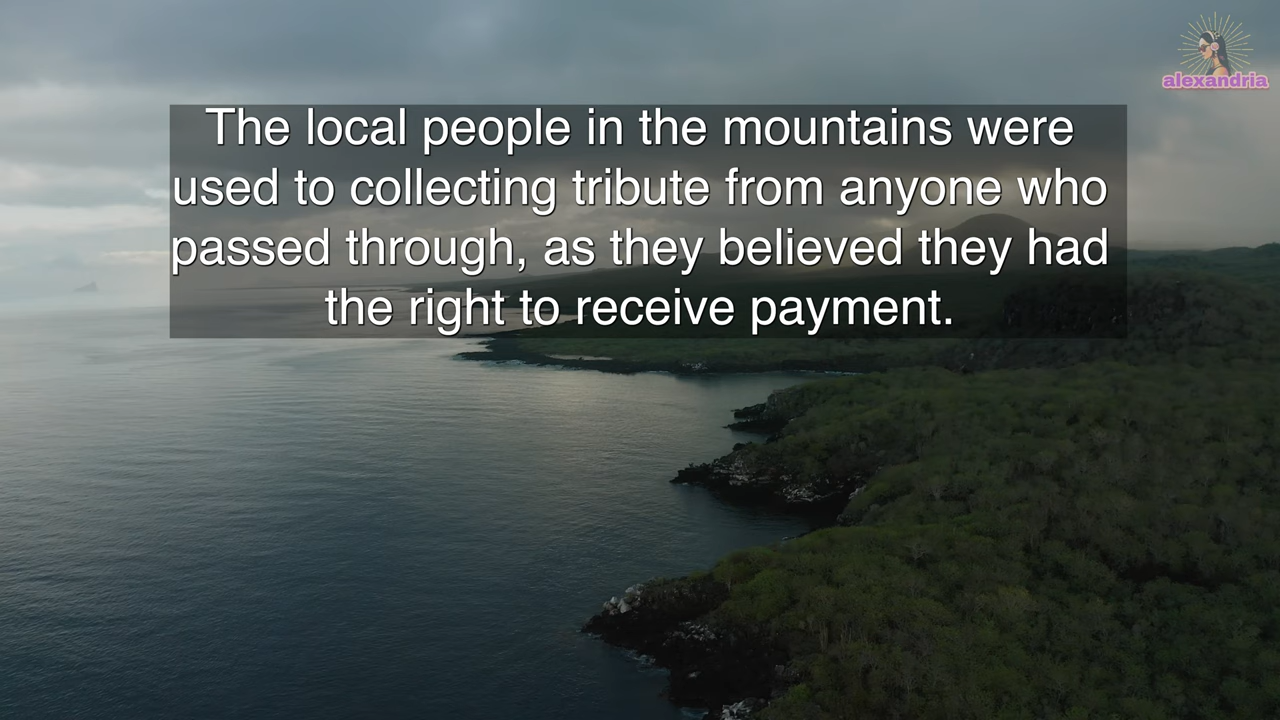 alexandria
The local people in the mountains were
used to collecting tribute from anyone who
passed through, as they believed they had
the right to receive payment.